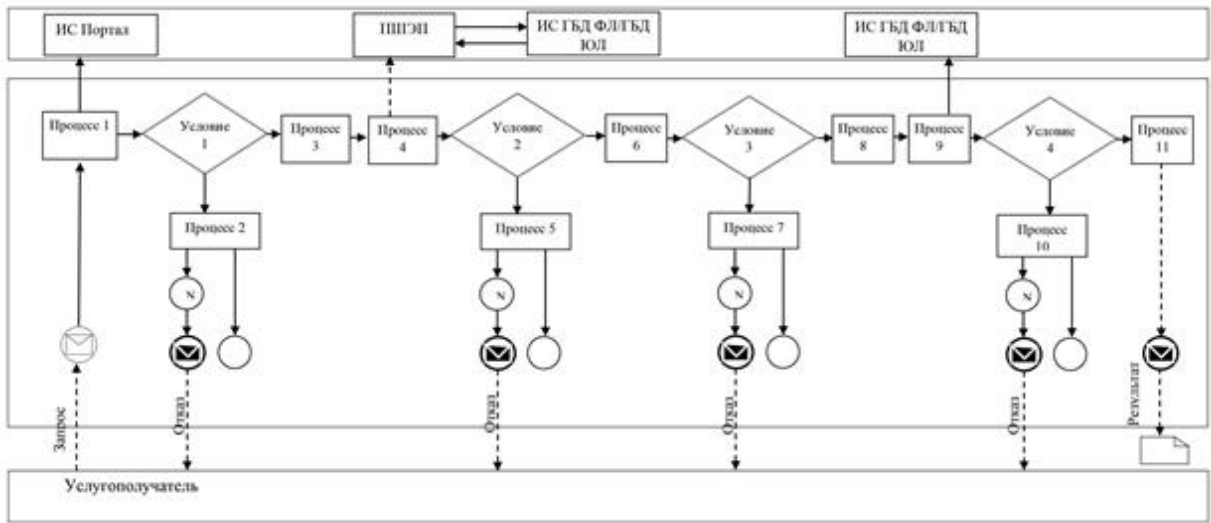 ИС Портал
ПШЭП
ИС ГБД ФЛ/ГБД
ЮЛ
ИС ГБД ФЛ/ГБД
ЮЛ
Процесс 1
Условие
1
Процесс
3
Процесс
4
Условие
2
Процесс
6
Условие
3
Процесс
8
Процесс
9
Условие
4
Процесс
11
Процесс 2
Процесс 5
Процесс 7
Процесс
10
N
N
N
N
Запрос
Отказ
Отказ
Отказ
Отказ
Результат
Услугополучатель